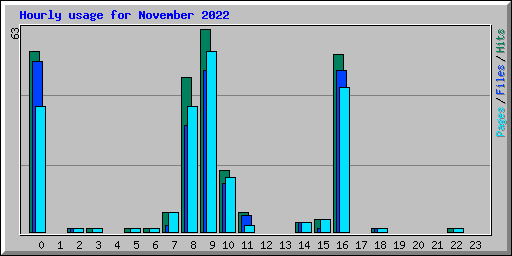 Hourly usage for November 2022
63
Pages/Files/Hits
0 1 2 3 4 5 6 7 8 9 10 11 12 13 14 15 16 17 18 19 20 21 22 23